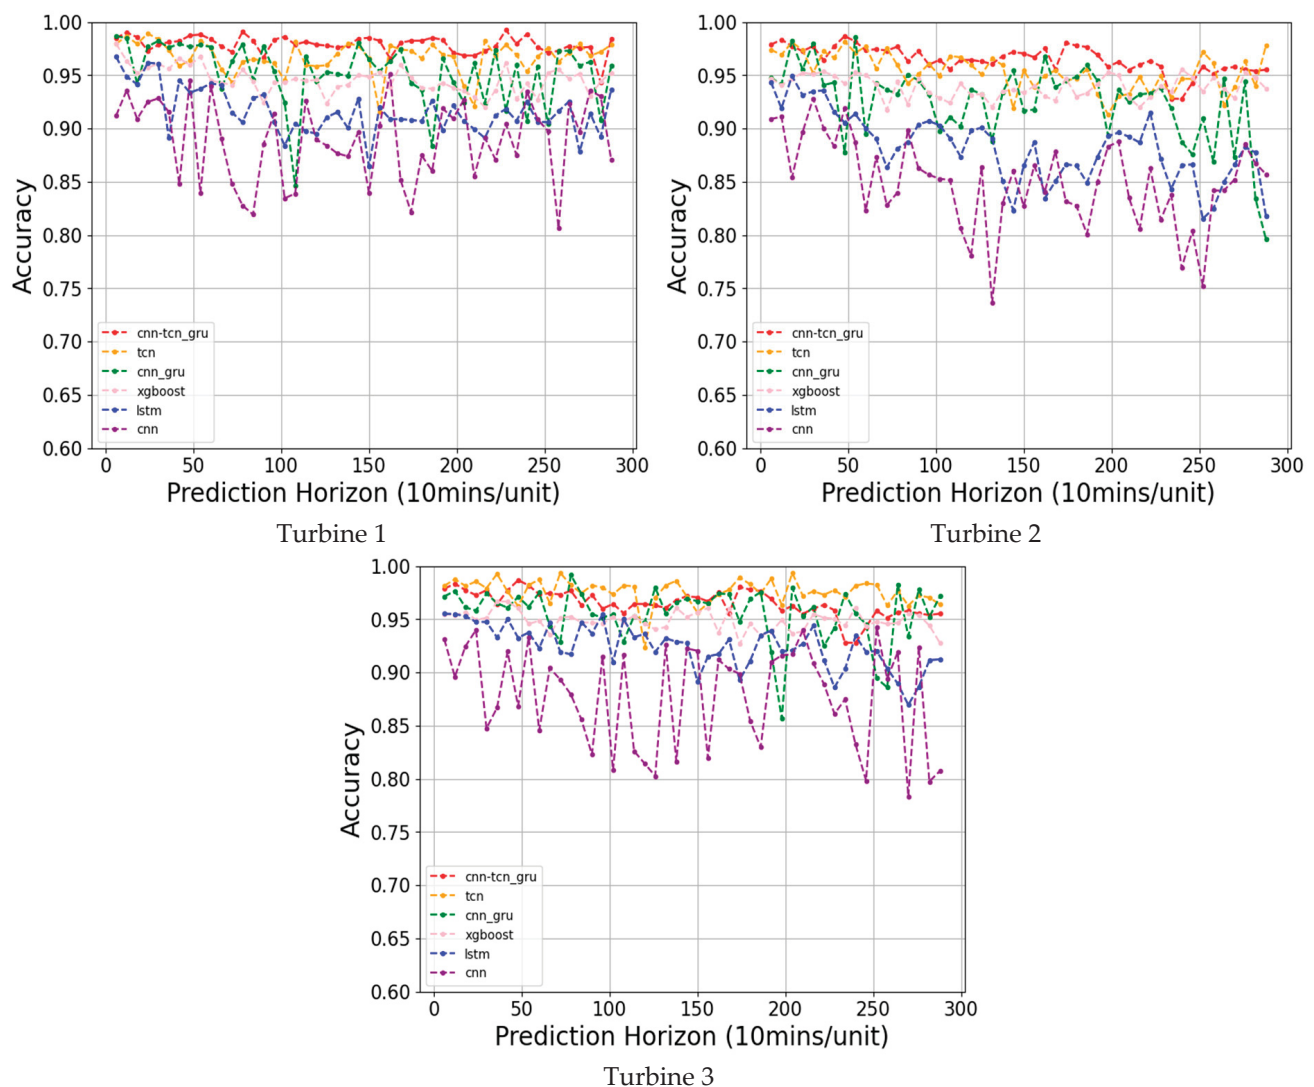 1.00
0.95
0.90
0.85
0.80
0.75
0.70
0.65
0.60
Accuracy
cnn-tcn_gru
tcn
cnn_gru
xgboost
lstm
cnn
0 50 100 150 200 250 300
Prediction Horizon (10mins/unit)
Turbine 1
1.00
0.95
0.90
0.85
0.80
0.75
0.70
0.65
0.60
Accuracy
cnn-tcn_gru
tcn
cnn_gru
xgboost
lstm
cnn
0 50 100 150 200 250 300
Prediction Horizon (10mins/unit)
Turbine 2
1.00
0.95
0.90
0.85
0.80
0.75
0.70
0.65
0.60
Accuracy
cnn-tcn_gru
tcn
cnn_gru
xgboost
lstm
cnn
0 50 100 150 200 250 300
Prediction Horizon (10mins/unit)
Turbine 3